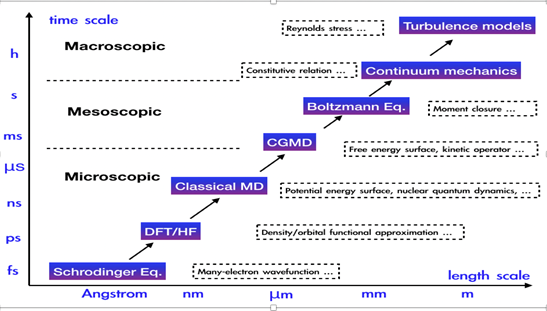 time scale
Reynolds stress ...
Turbulence models
Macroscopic
h
Constitutive relation ...
Continuum mechanics
s
Mesoscopic
Boltzmann Eq.
Moment closure ...
ms
CGMD
Free energy surface, kinetic operator ...
μs
Microscopic
Classical MD
Potential energy surface, nuclear quantum dynamics, ...
ns
DFT/HF
Density/orbital functional approximation ...
ps
fs
Schrodinger Eq.
Many-electron wavefunction ...
length scale
Angstrom nm μm mm m